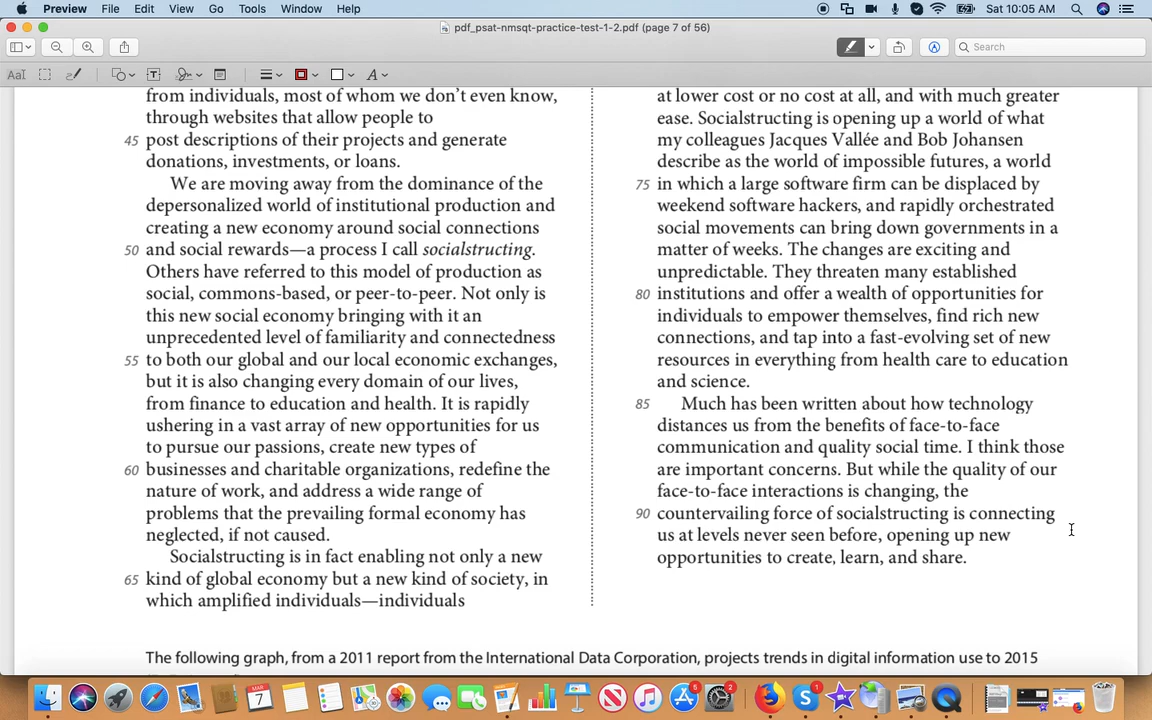 Preview File Edit View Go Tools Window Help Sat 10:05 AM
pdf_psat-nmsqt-practice-test-1-2.pdf (page 7 of 56)
Search
AaI T A
from individuals, most of whom we don't even know,
through websites that allow people to
45 post descriptions of their projects and generate
donations, investments, or loans.
We are moving away from the dominance of the
depersonalized world of institutional production and
creating a new economy around social connections
50 and social rewards—a process I call socialstructing.
Others have referred to this model of production as
social, commons-based, or peer-to-peer. Not only is
this new social economy bringing with it an
unprecedented level of familiarity and connectedness
55 to both our global and our local economic exchanges,
but it is also changing every domain of our lives,
from finance to education and health. It is rapidly
ushering in a vast array of new opportunities for us
to pursue our passions, create new types of
60 businesses and charitable organizations, redefine the
nature of work, and address a wide range of
problems that the prevailing formal economy has
neglected, if not caused.
Socialstructing is in fact enabling not only a new
65 kind of global economy but a new kind of society, in
which amplified individuals—individuals
at lower cost or no cost at all, and with much greater
ease. Socialstructing is opening up a world of what
my colleagues Jacques Vallée and Bob Johansen
describe as the world of impossible futures, a world
75 in which a large software firm can be displaced by
weekend software hackers, and rapidly orchestrated
social movements can bring down governments in a
matter of weeks. The changes are exciting and
unpredictable. They threaten many established
80 institutions and offer a wealth of opportunities for
individuals to empower themselves, find rich new
connections, and tap into a fast-evolving set of new
resources in everything from health care to education
and science.
85 Much has been written about how technology
distances us from the benefits of face-to-face
communication and quality social time. I think those
are important concerns. But while the quality of our
face-to-face interactions is changing, the
90 countervailing force of socialstructing is connecting
us at levels never seen before, opening up new
opportunities to create, learn, and share.
The following graph, from a 2011 report from the International Data Corporation, projects trends in digital information use to 2015
MAR
7
6
2
1